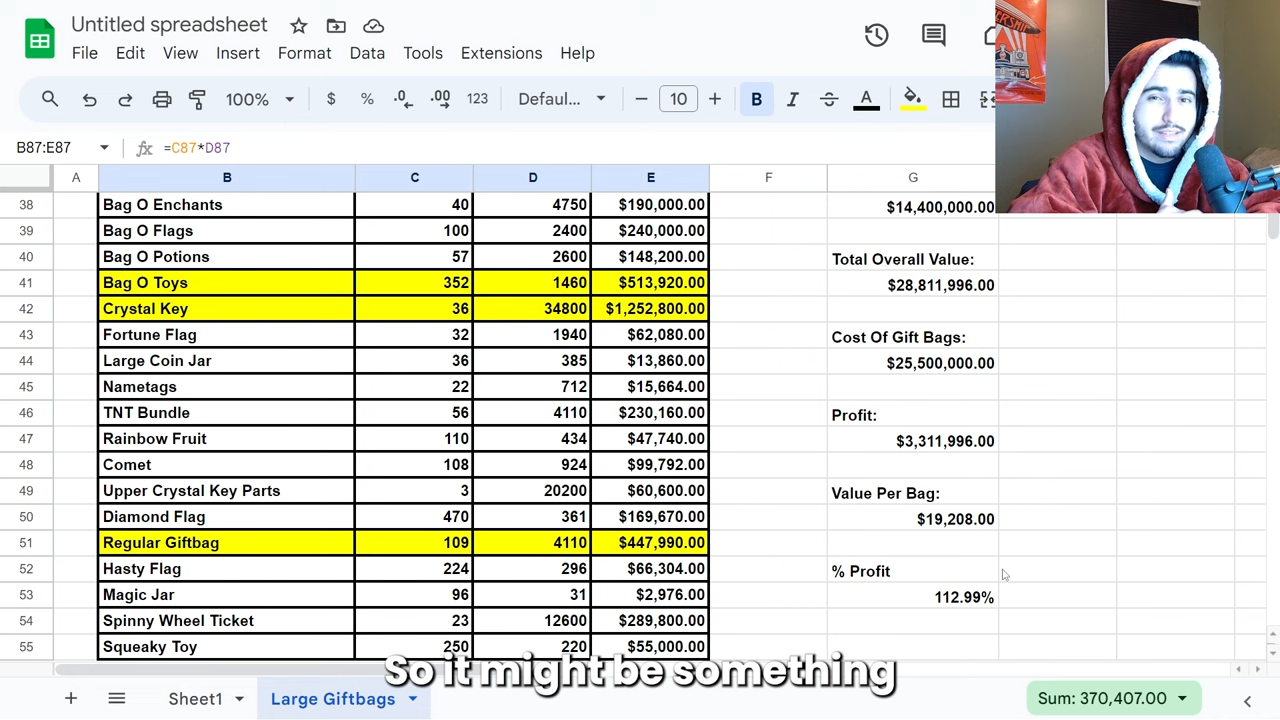 Untitled spreadsheet
File Edit View Insert Format Data Tools Extensions Help
100% $ % .0 .00 123 Defaul... − 10 + B I A
B87:E87 fx =C87*D87
A B C D E F G
38 Bag O Enchants 40 4750 $190,000.00 $14,400,000.00
39 Bag O Flags 100 2400 $240,000.00
40 Bag O Potions 57 2600 $148,200.00 Total Overall Value:
41 Bag O Toys 352 1460 $513,920.00 $28,811,996.00
42 Crystal Key 36 34800 $1,252,800.00
43 Fortune Flag 32 1940 $62,080.00 Cost Of Gift Bags:
44 Large Coin Jar 36 385 $13,860.00 $25,500,000.00
45 Nametags 22 712 $15,664.00
46 TNT Bundle 56 4110 $230,160.00 Profit:
47 Rainbow Fruit 110 434 $47,740.00 $3,311,996.00
48 Comet 108 924 $99,792.00
49 Upper Crystal Key Parts 3 20200 $60,600.00 Value Per Bag:
50 Diamond Flag 470 361 $169,670.00 $19,208.00
51 Regular Giftbag 109 4110 $447,990.00
52 Hasty Flag 224 296 $66,304.00 % Profit
53 Magic Jar 96 31 $2,976.00 112.99%
54 Spinny Wheel Ticket 23 12600 $289,800.00
55 Squeaky Toy 250 220 $55,000.00
So it might be something
+ Sheet1 Large Giftbags Sum: 370,407.00